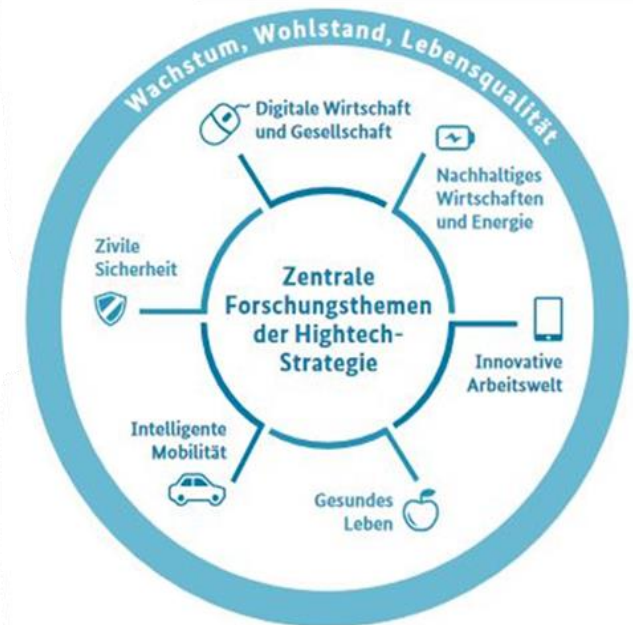 Wachstum, Wohlstand, Lebensqualität
Digitale Wirtschaft
und Gesellschaft
Nachhaltiges
Wirtschaften
und Energie
Zivile
Sicherheit
Zentrale
Forschungsthemen
der Hightech-
Strategie
Innovative
Arbeitswelt
Intelligente
Mobilität
Gesundes
Leben